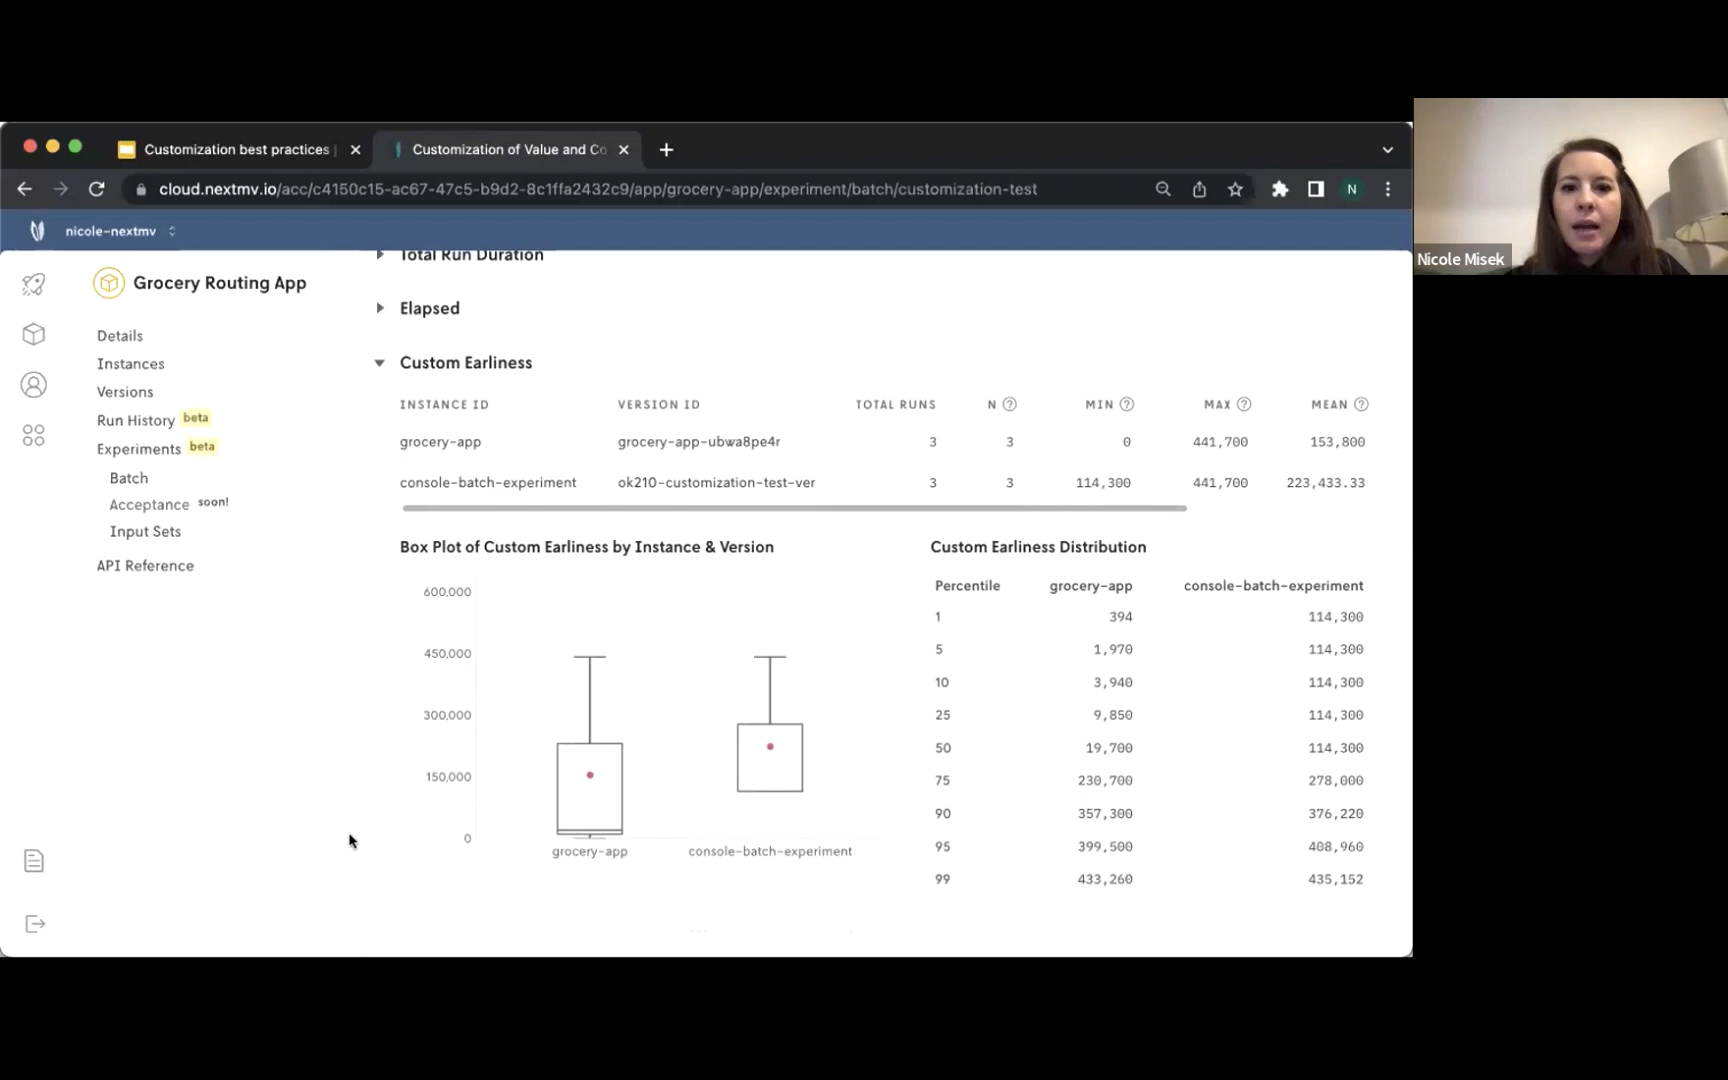 Customization best practices |
Customization of Value and Co
cloud.nextmv.io/acc/c4150c15-ac67-47c5-b9d2-8c1ffa2432c9/app/grocery-app/experiment/batch/customization-test
N
nicole-nextmv
Nicole Misek
Grocery Routing App
Details
Instances
Versions
Run History beta
Experiments beta
Batch
Acceptance soon!
Input Sets
API Reference
Total Run Duration
Elapsed
Custom Earliness
INSTANCE ID VERSION ID TOTAL RUNS N ? MIN ? MAX ? MEAN ?
grocery-app grocery-app-ubwa8pe4r 3 3 0 441,700 153,800
console-batch-experiment ok210-customization-test-ver 3 3 114,300 441,700 223,433.33
Box Plot of Custom Earliness by Instance & Version
600,000
450,000
300,000
150,000
0
grocery-app console-batch-experiment
Custom Earliness Distribution
Percentile grocery-app console-batch-experiment
1 394 114,300
5 1,970 114,300
10 3,940 114,300
25 9,850 114,300
50 19,700 114,300
75 230,700 278,000
90 357,300 376,220
95 399,500 408,960
99 433,260 435,152